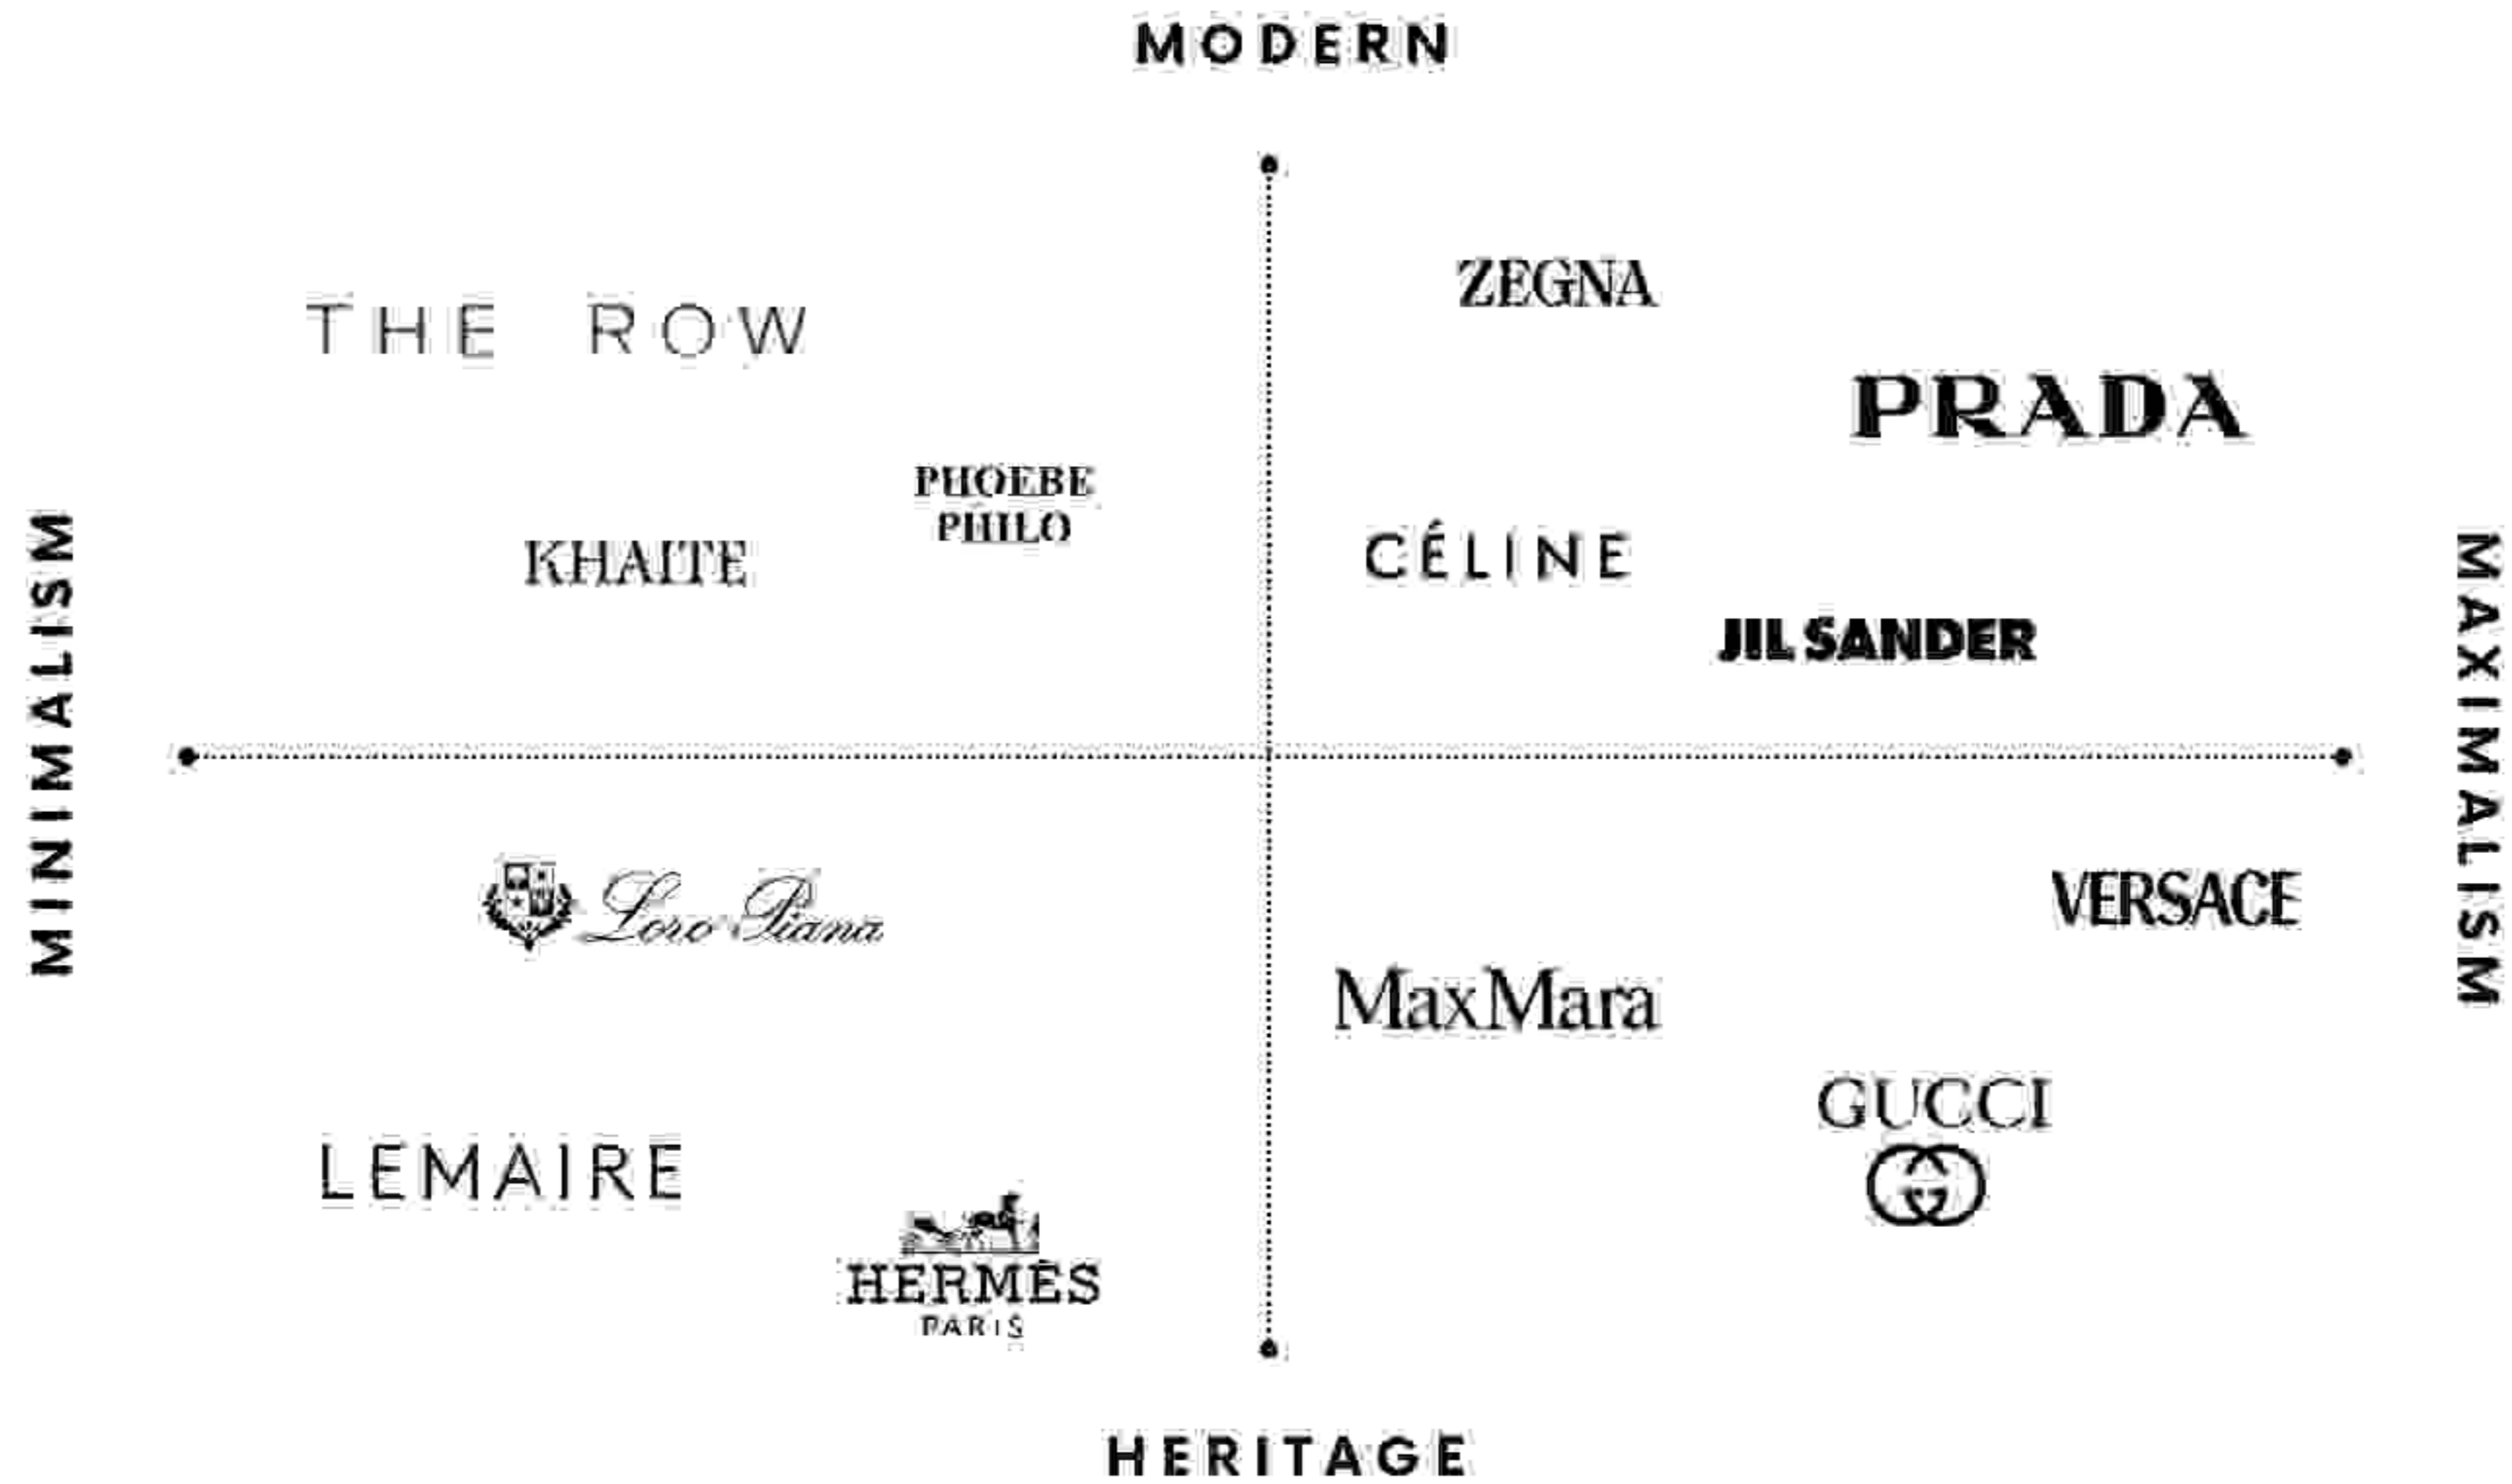 MODERN
ZEGNA
THE ROW
PRADA
PHOEBE
PHILO
KHAITE
CÉLINE
JIL SANDER
MINIMALISM
MAXIMALISM
Loro Piana
VERSACE
MaxMara
GUCCI
LEMAIRE
HERMÈS
PARIS
HERITAGE